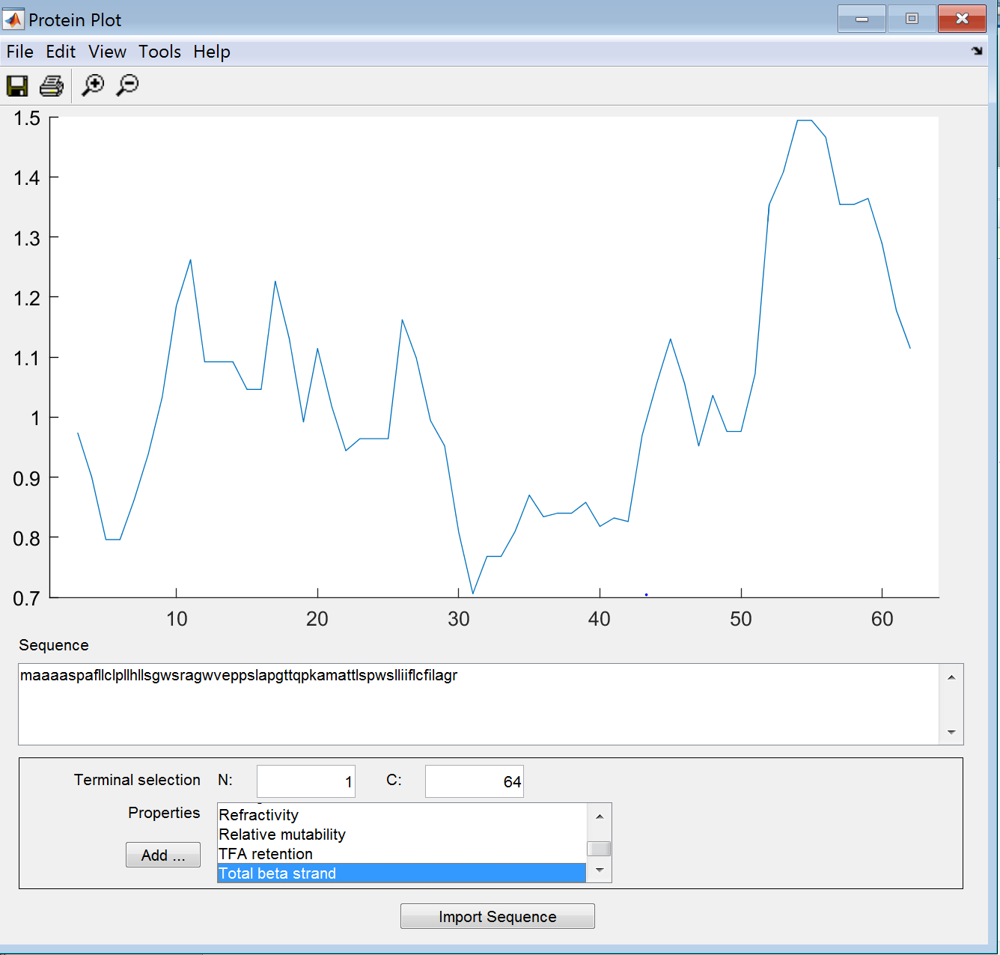 Protein Plot
File Edit View Tools Help
1.5
1.4
1.3
1.2
1.1
1
0.9
0.8
0.7
10 20 30 40 50 60
Sequence
maaaaspafllclpllhllsgwsragwveppslapgttqpkamattlspwslliiflcfilagr
Terminal selection N: 1 C: 64
Properties
Refractivity
Relative mutability
Add ...
TFA retention
Total beta strand
Import Sequence